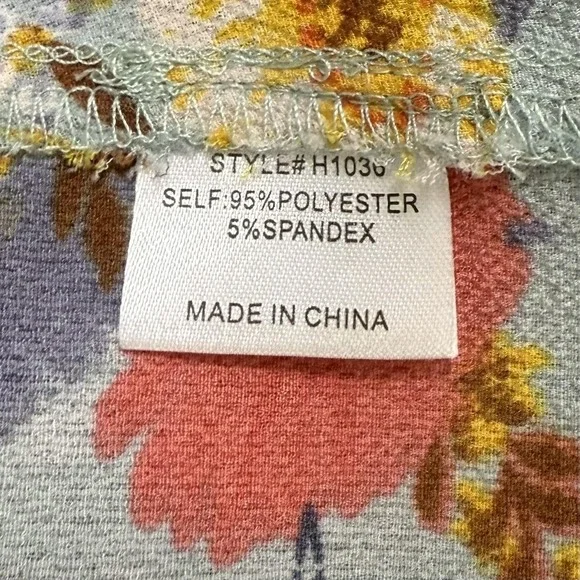 STYLE# H1036
SELF:95%POLYESTER
5%SPANDEX
MADE IN CHINA